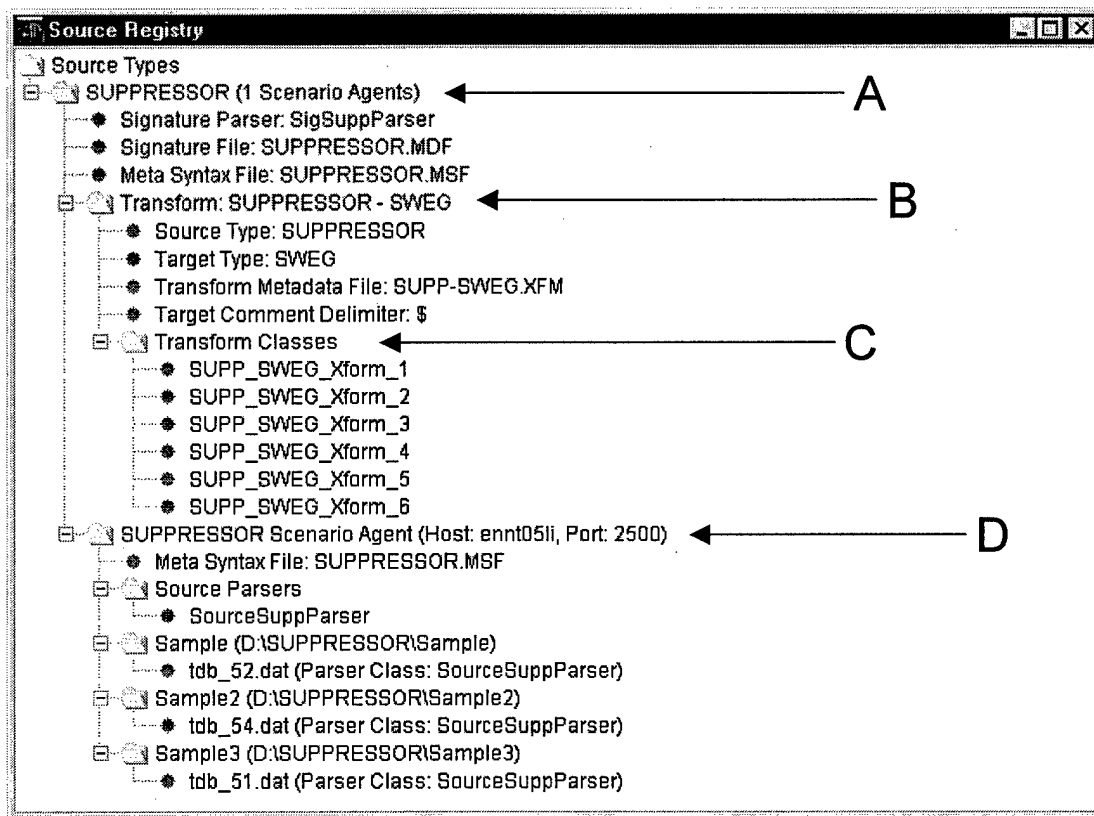 Source Registry
Source Types
SUPPRESSOR (1 Scenario Agents)
A
Signature Parser: SigSuppParser
Signature File: SUPPRESSOR.MDF
Meta Syntax File: SUPPRESSOR.MSF
Transform: SUPPRESSOR - SWEG
B
Source Type: SUPPRESSOR
Target Type: SWEG
Transform Metadata File: SUPP-SWEG.XFM
Target Comment Delimiter: $
Transform Classes
C
SUPP_SWEG_Xform_1
SUPP_SWEG_Xform_2
SUPP_SWEG_Xform_3
SUPP_SWEG_Xform_4
SUPP_SWEG_Xform_5
SUPP_SWEG_Xform_6
SUPPRESSOR Scenario Agent (Host: ennt05li, Port: 2500)
D
Meta Syntax File: SUPPRESSOR.MSF
Source Parsers
SourceSuppParser
Sample (D:\SUPPRESSOR\Sample)
tdb_52.dat (Parser Class: SourceSuppParser)
Sample2 (D:\SUPPRESSOR\Sample2)
tdb_54.dat (Parser Class: SourceSuppParser)
Sample3 (D:\SUPPRESSOR\Sample3)
tdb_51.dat (Parser Class: SourceSuppParser)